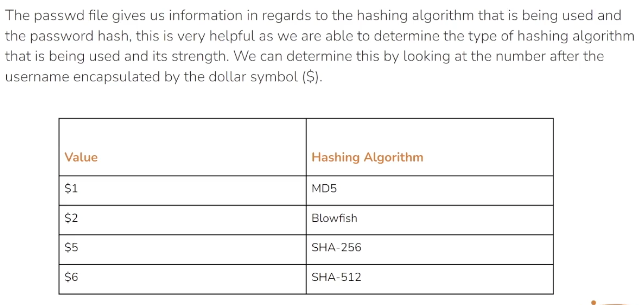 The passwd file gives us information in regards to the hashing algorithm that is being used and
the password hash, this is very helpful as we are able to determine the type of hashing algorithm
that is being used and its strength. We can determine this by looking at the number after the
username encapsulated by the dollar symbol ($).
Value Hashing Algorithm
$1 MD5
$2 Blowfish
$5 SHA-256
$6 SHA-512